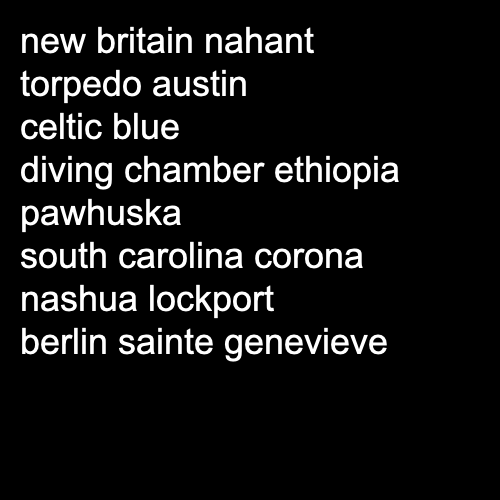 new britain nahant
torpedo austin
celtic blue
diving chamber ethiopia
pawhuska
south carolina corona
nashua lockport
berlin sainte genevieve